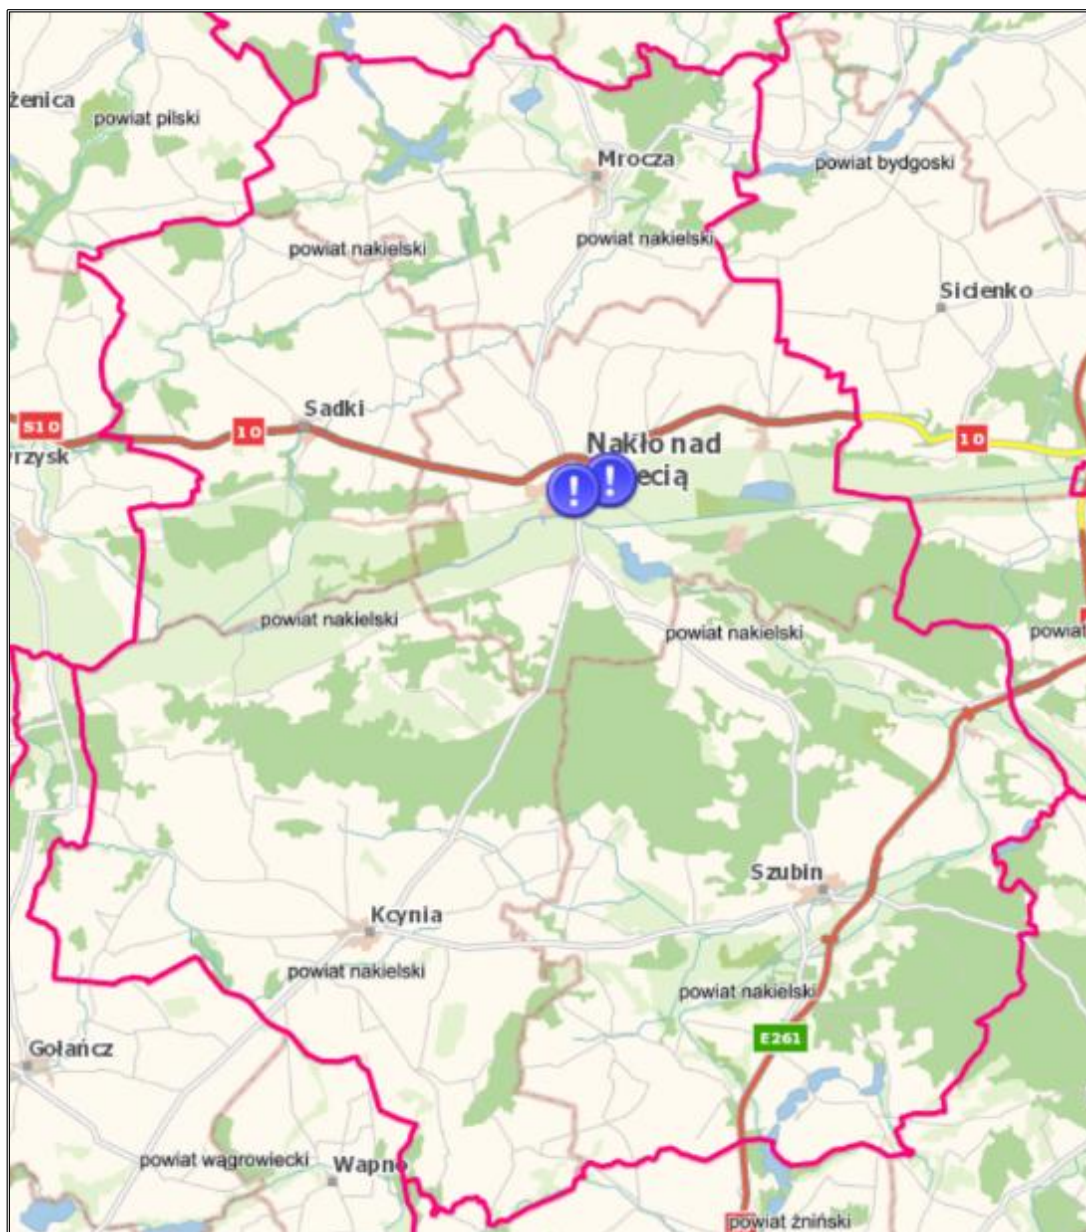 żenica
powiat pilski
Mrocza
powiat bydgoski
powiat nakielski
powiat nakielski
Sicienko
S10
10
Sadki
rzysk
Nakło nad
ecią
10
! !
powiat nakielski
powiat nakielski
powiat
Szubin
Kcynia
powiat nakielski
powiat nakielski
E261
Gołańcz
powiat wągrowiecki
Wapno
powiat żniński